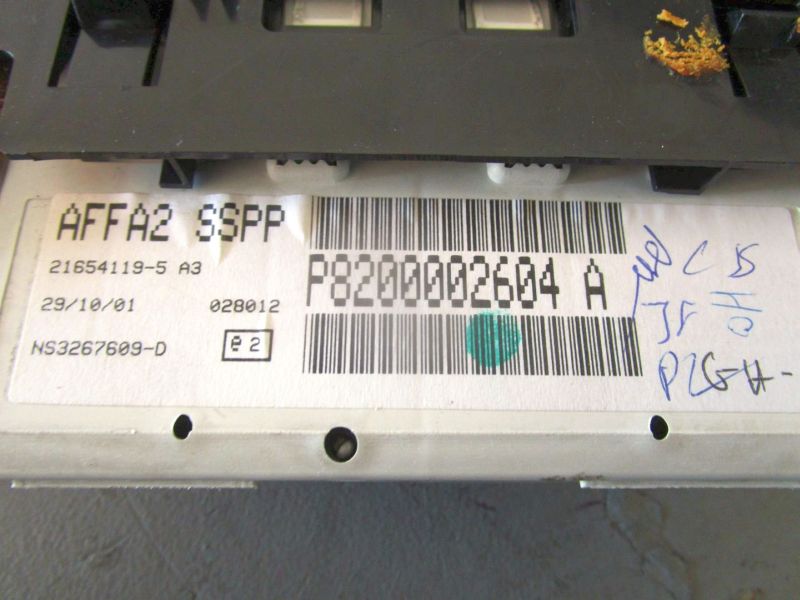 AFFA2 SSPP
21654119-5 A3
29/10/01 028012
NS3267609-D e2
P8200002604 A